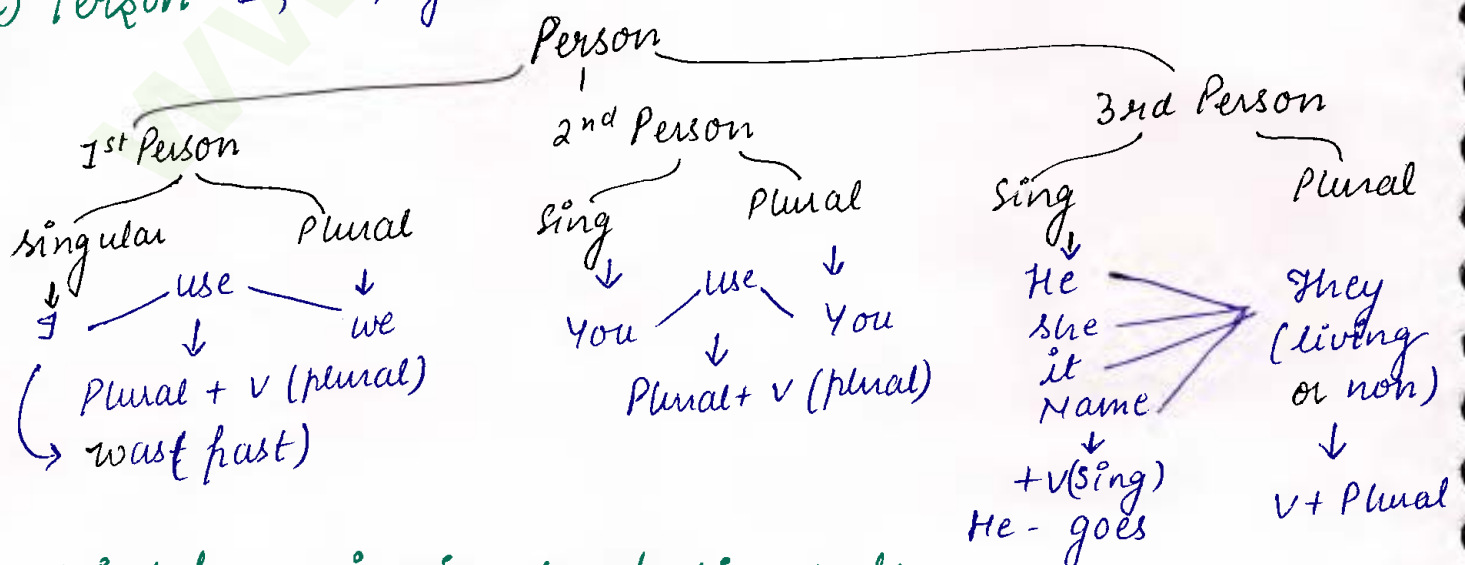 Person
Person
1st Person
2nd Person
3rd Person
Singular Plural
Sing Plural
Sing Plural
I use we
You use You
He
she
it
Name
They
(living
or non)
Plural + V (plural)
was (past)
Plural + V (plural)
+V(sing)
He - goes
V + Plural